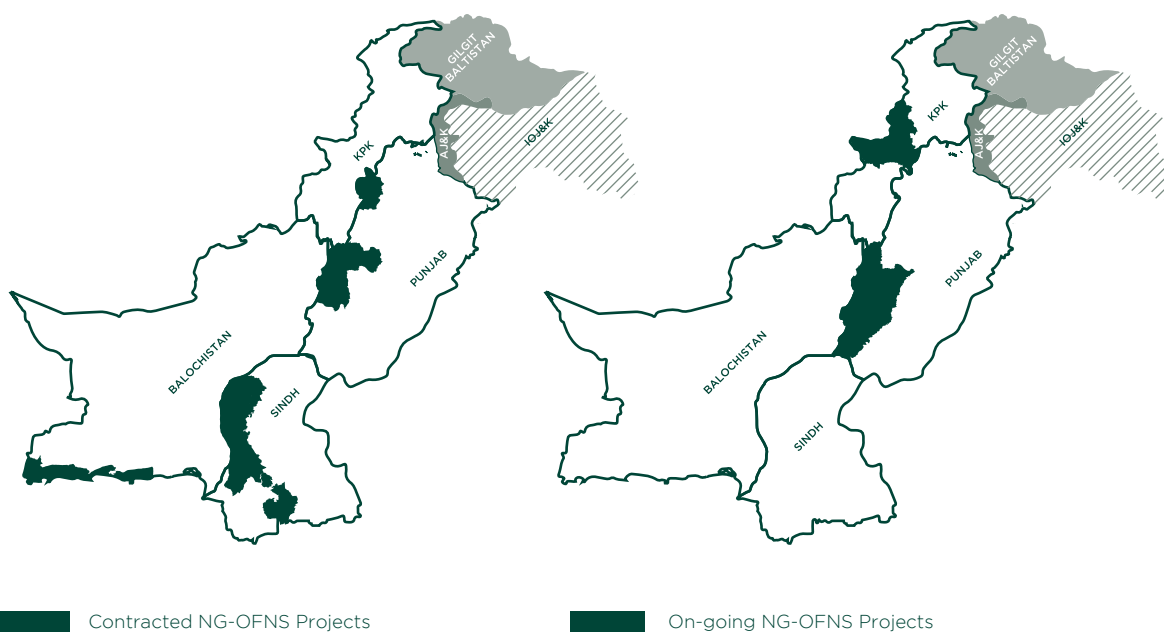 GILGIT
BALTISTAN
KPK
AJ&K
IOJ&K
PUNJAB
BALOCHISTAN
SINDH
GILGIT
BALTISTAN
KPK
AJ&K
IOJ&K
PUNJAB
BALOCHISTAN
SINDH
Contracted NG-OFNS Projects
On-going NG-OFNS Projects